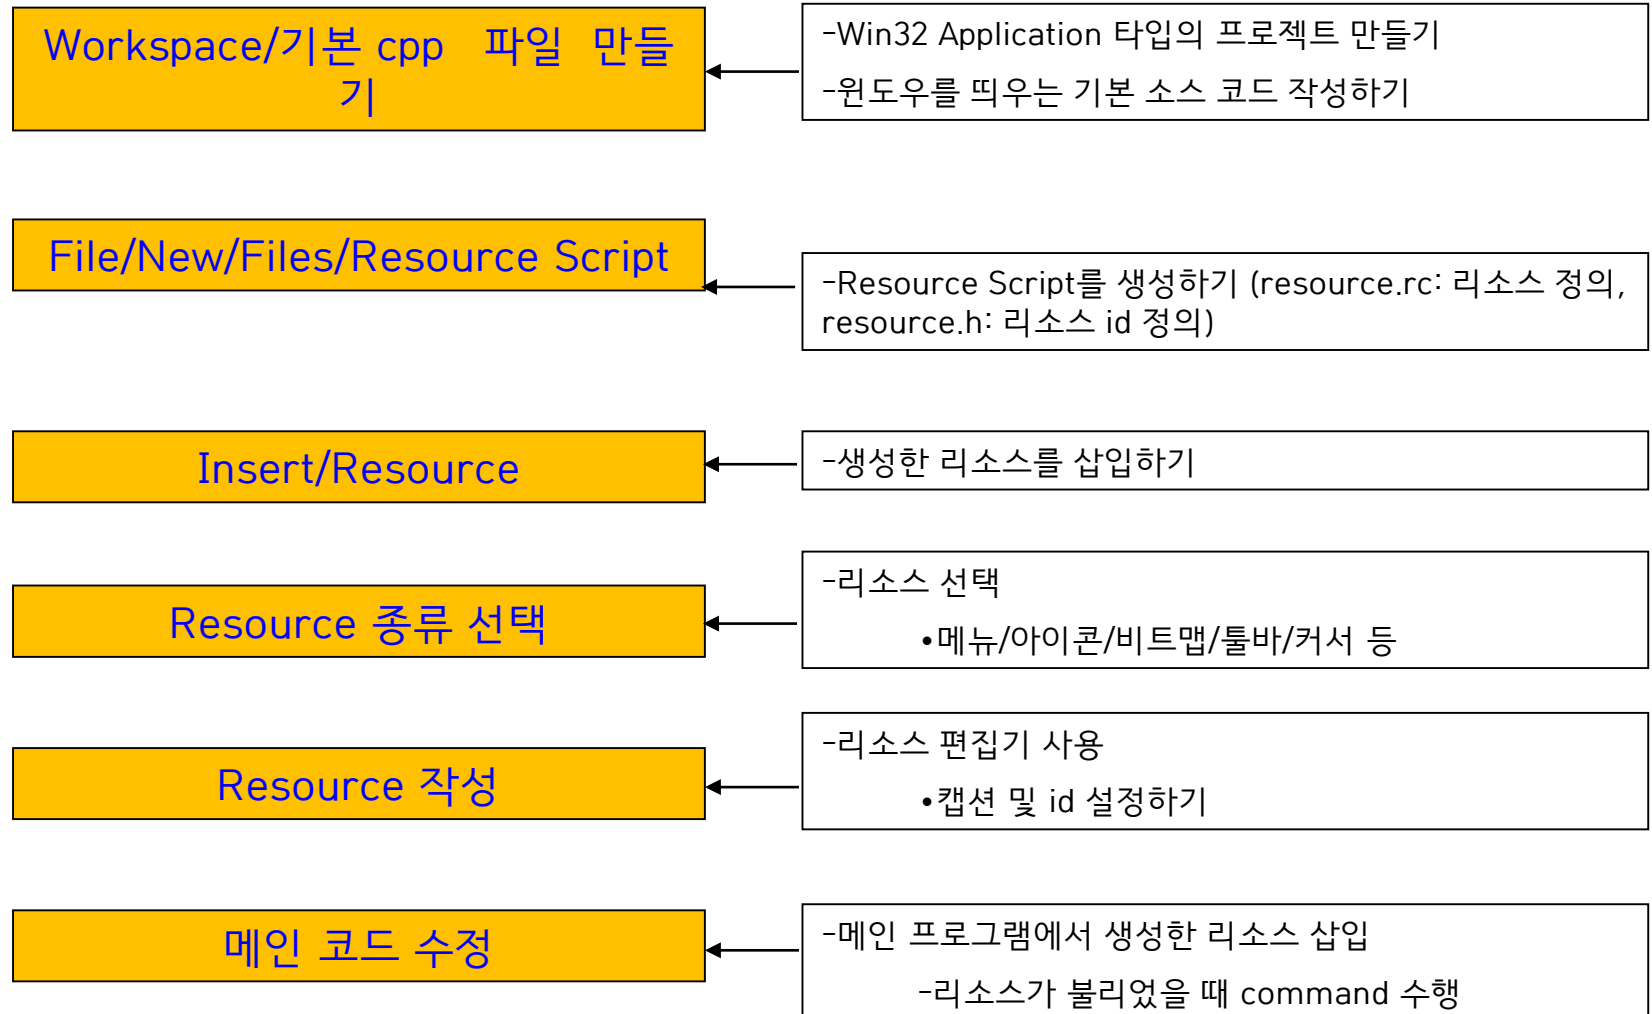 Workspace/기본 cpp 파일 만들
기
-Win32 Application 타입의 프로젝트 만들기
-윈도우를 띄우는 기본 소스 코드 작성하기
File/New/Files/Resource Script
-Resource Script를 생성하기 (resource.rc: 리소스 정의,
resource.h: 리소스 id 정의)
Insert/Resource
-생성한 리소스를 삽입하기
Resource 종류 선택
-리소스 선택
•메뉴/아이콘/비트맵/툴바/커서 등
Resource 작성
-리소스 편집기 사용
•캡션 및 id 설정하기
메인 코드 수정
-메인 프로그램에서 생성한 리소스 삽입
-리소스가 불리었을 때 command 수행